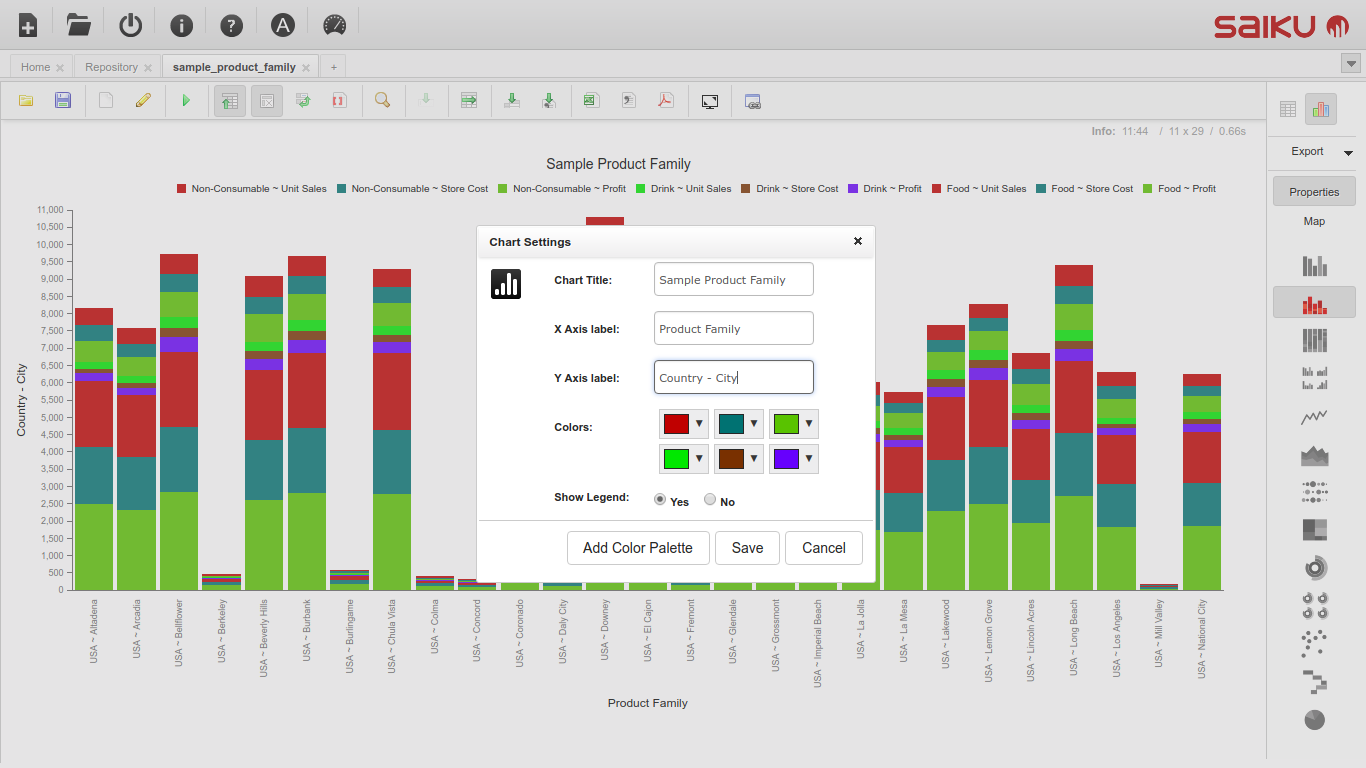 A
saiku
Home
Repository
sample_product_family
+
Info: 11:44 / 11 x 29 / 0.66s
Export
Properties
Map
Sample Product Family
Non-Consumable ~ Unit Sales
Non-Consumable ~ Store Cost
Non-Consumable ~ Profit
Drink ~ Unit Sales
Drink ~ Store Cost
Drink ~ Profit
Food ~ Unit Sales
Food ~ Store Cost
Food ~ Profit
Country - City
11,000
10,500
10,000
9,500
9,000
8,500
8,000
7,500
7,000
6,500
6,000
5,500
5,000
4,500
4,000
3,500
3,000
2,500
2,000
1,500
1,000
500
0
Chart Settings
Chart Title:
Sample Product Family
X Axis label:
Product Family
Y Axis label:
Country - City
Colors:
Show Legend:
Yes
No
Add Color Palette
Save
Cancel
USA ~ Altadena
USA ~ Arcadia
USA ~ Bellflower
USA ~ Berkeley
USA ~ Beverly Hills
USA ~ Burbank
USA ~ Burlingame
USA ~ Chula Vista
USA ~ Colma
USA ~ Concord
USA ~ Coronado
USA ~ Daly City
USA ~ Downey
USA ~ El Cajon
USA ~ Fremont
USA ~ Glendale
USA ~ Grossmont
USA ~ Imperial Beach
USA ~ La Jolla
USA ~ La Mesa
USA ~ Lakewood
USA ~ Lemon Grove
USA ~ Lincoln Acres
USA ~ Long Beach
USA ~ Los Angeles
USA ~ Mill Valley
USA ~ National City
Product Family